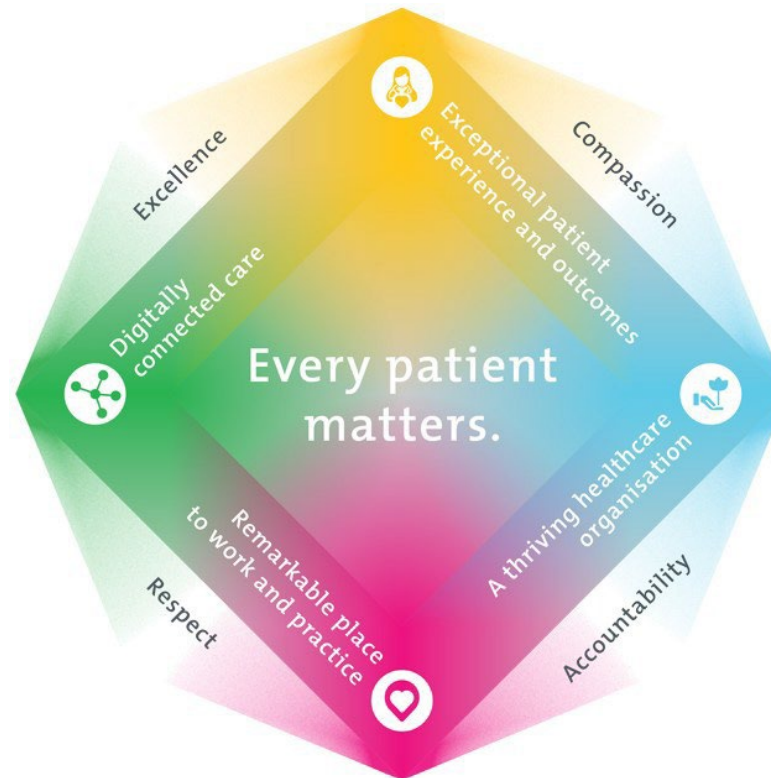 Excellence
Compassion
Exceptional patient
experience and outcomes
Digitally
connected care
Every patient
matters.
Remarkable place
to work and practice
A thriving healthcare
organisation
Respect
Accountability